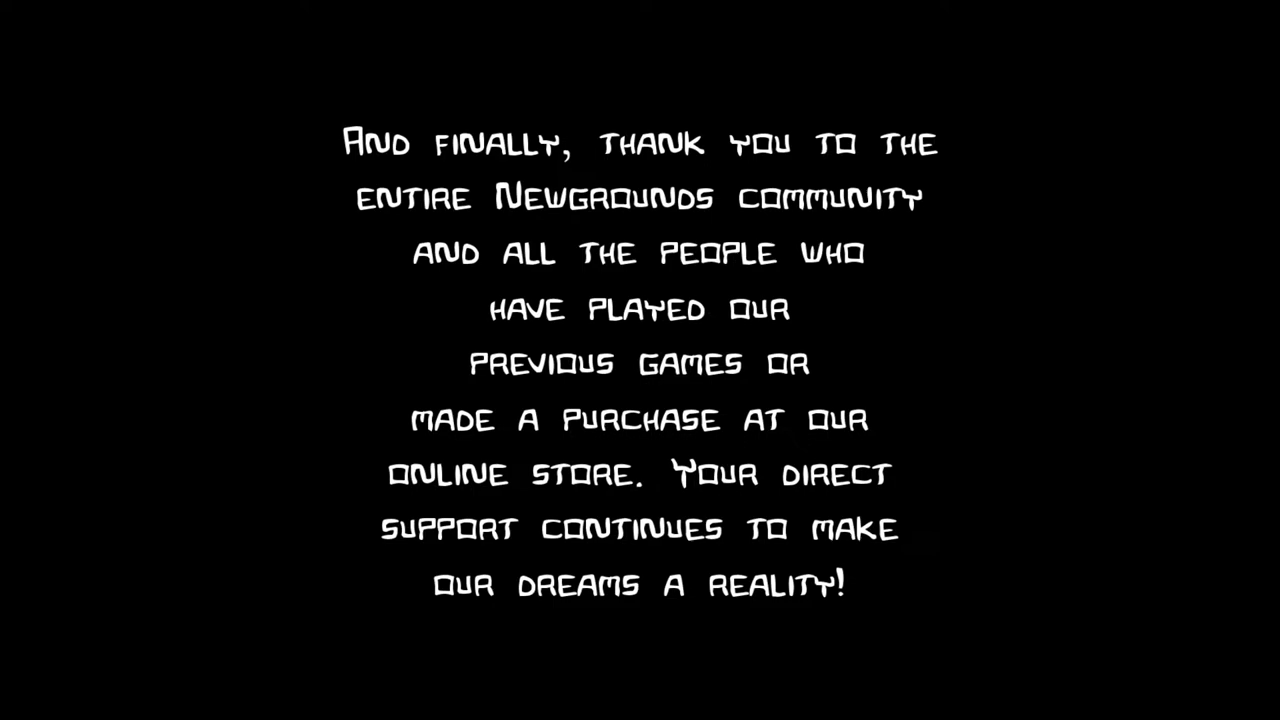 And finally, thank you to the
entire Newgrounds community
and all the people who
have played our
previous games or
made a purchase at our
online store. Your direct
support continues to make
our dreams a reality!